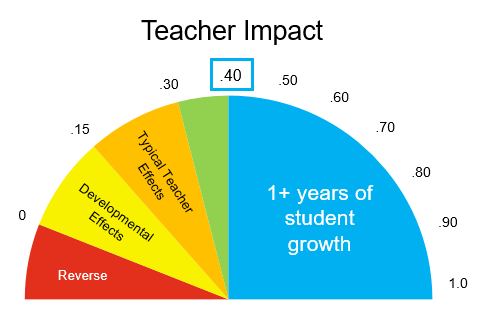 Teacher Impact
.40
.30
.50
.60
.15
.70
.80
0
.90
1.0
Typical Teacher
Effects
Developmental
Effects
Reverse
1+ years of
student
growth